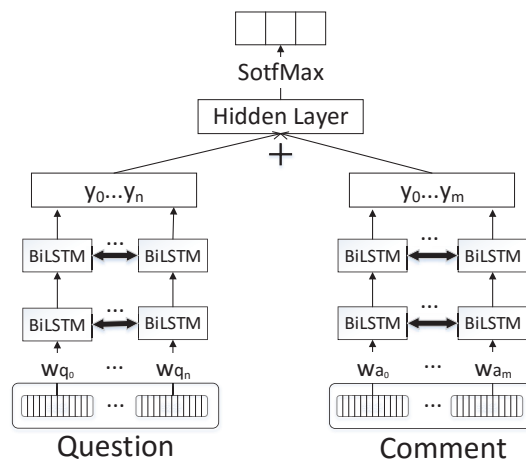 SotfMax
Hidden Layer
+
y0...yn y0...ym
... ...
BiLSTM BiLSTM BiLSTM BiLSTM
... ...
BiLSTM BiLSTM BiLSTM BiLSTM
wq0 ... wqn wa0 ... wam
... ...
Question Comment